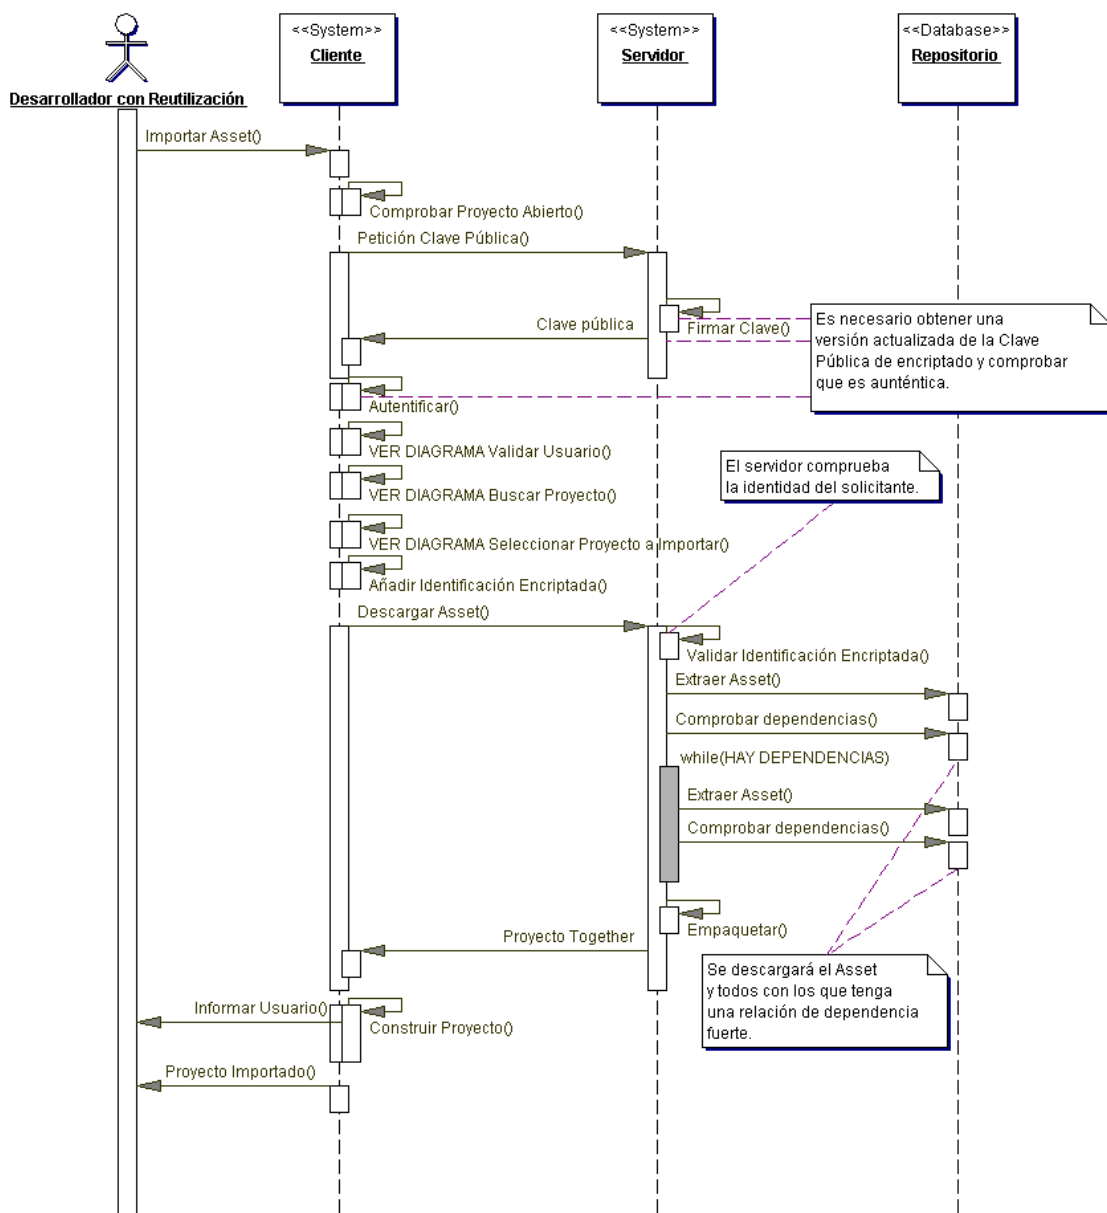 <<System>>
Cliente
<<System>>
Servidor
<<Database>>
Repositorio
Desarrollador con Reutilización
Importar Asset()
Comprobar Proyecto Abierto()
Petición Clave Pública()
Firmar Clave()
Clave pública
Es necesario obtener una
versión actualizada de la Clave
Pública de encriptado y comprobar
que es aunténtica.
Autentificar()
VER DIAGRAMA Validar Usuario()
El servidor comprueba
la identidad del solicitante.
VER DIAGRAMA Buscar Proyecto()
VER DIAGRAMA Seleccionar Proyecto a Importar()
Añadir Identificación Encriptada()
Descargar Asset()
Validar Identificación Encriptada()
Extraer Asset()
Comprobar dependencias()
while(HAY DEPENDENCIAS)
Extraer Asset()
Comprobar dependencias()
Empaquetar()
Proyecto Together
Se descargará el Asset
y todos con los que tenga
una relación de dependencia
fuerte.
Informar Usuario()
Construir Proyecto()
Proyecto Importado()